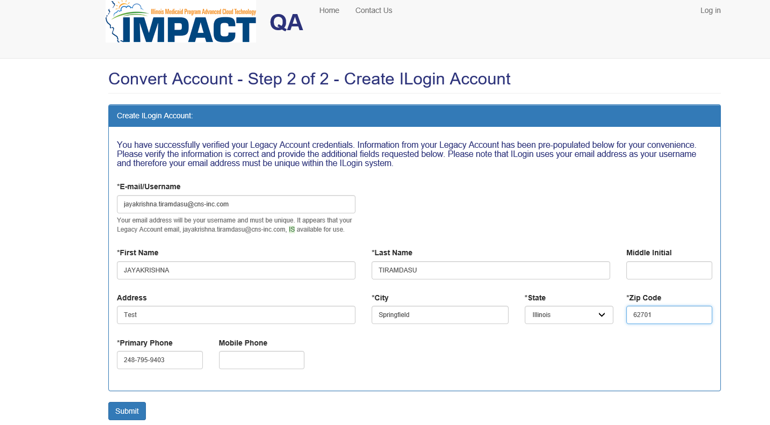 Illinois Medicaid Program Advanced Cloud Technology
IMPACT
QA
Home
Contact Us
Log in
Convert Account - Step 2 of 2 - Create ILogin Account
Create ILogin Account:
You have successfully verified your Legacy Account credentials. Information from your Legacy Account has been pre-populated below for your convenience.
Please verify the information is correct and provide the additional fields requested below. Please note that ILogin uses your email address as your username
and therefore your email address must be unique within the ILogin system.
*E-mail/Username
jayakrishna.tiramdasu@cns-inc.com
Your email address will be your username and must be unique. It appears that your
Legacy Account email, jayakrishna.tiramdasu@cns-inc.com, IS available for use.
*First Name
*Last Name
Middle Initial
JAYAKRISHNA
TIRAMDASU
Address
*City
*State
*Zip Code
Test
Springfield
Illinois
62701
*Primary Phone
Mobile Phone
248-795-9403
Submit